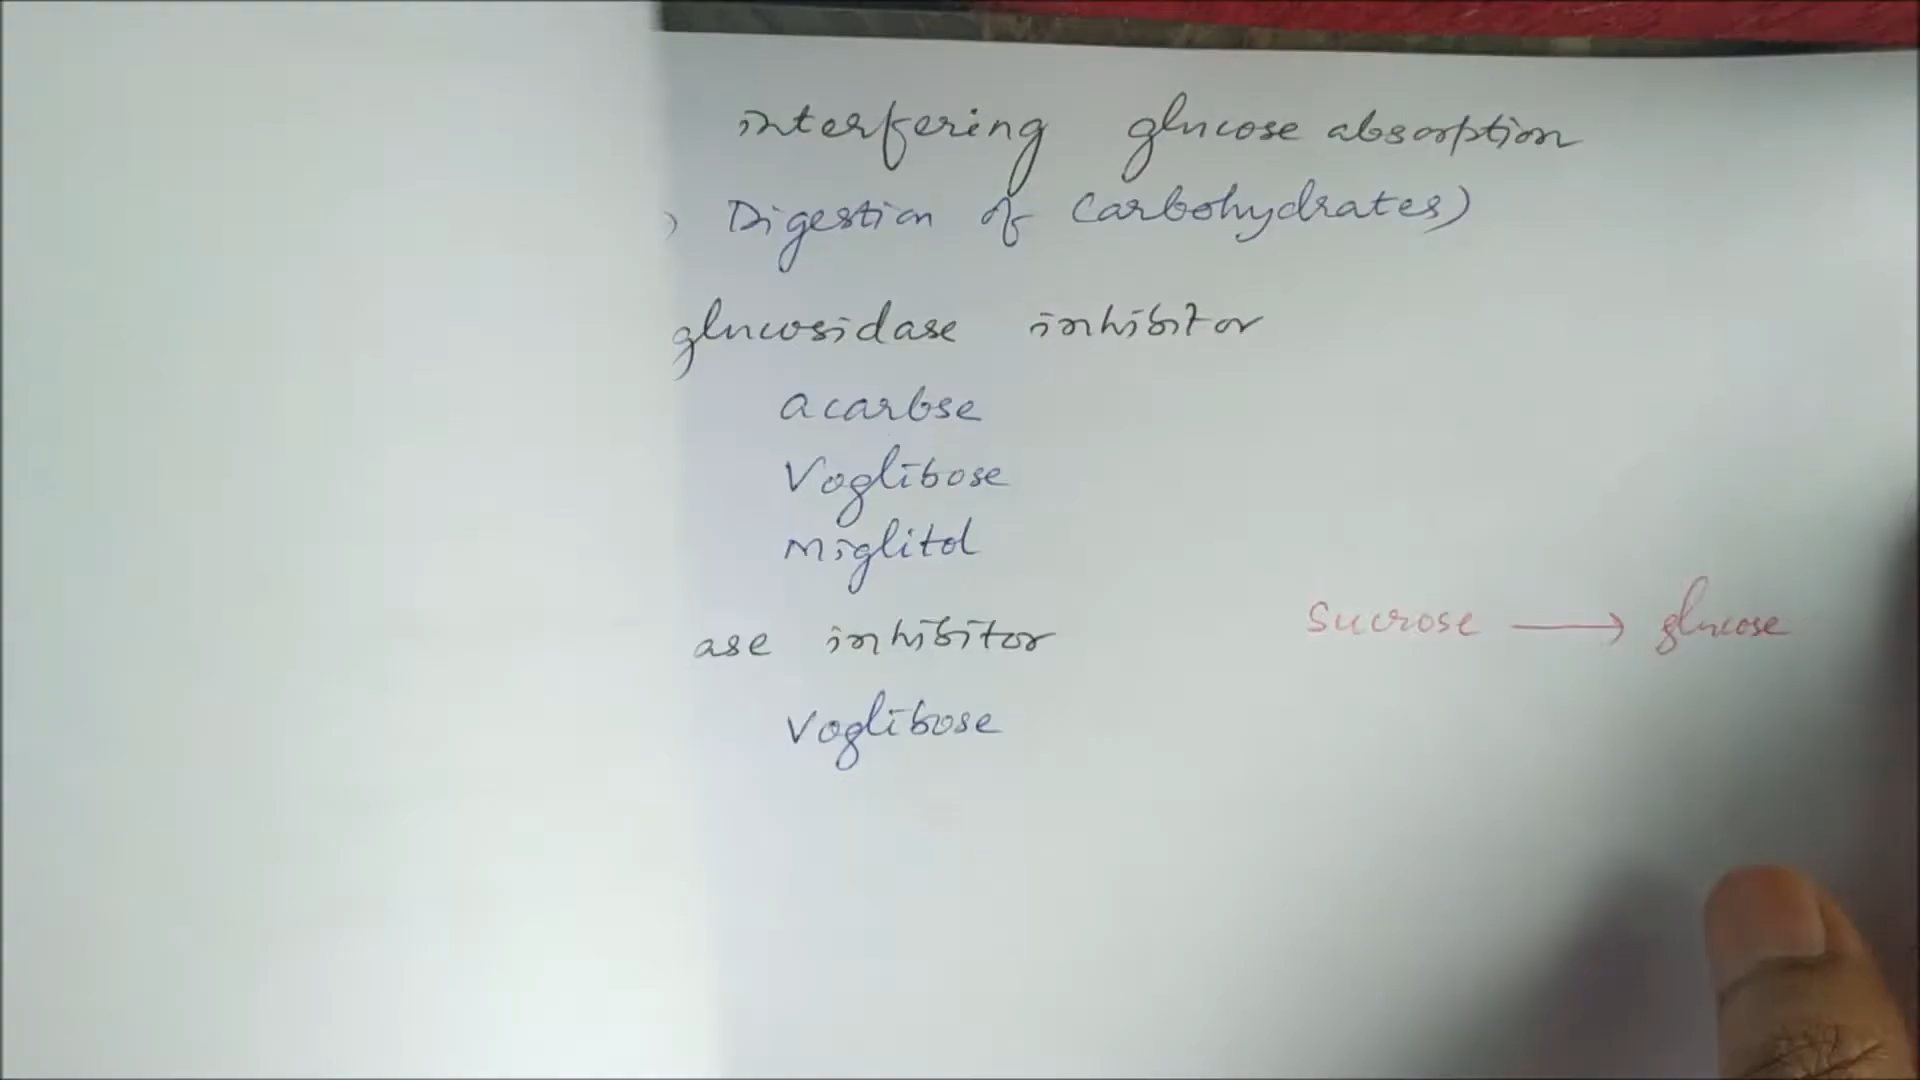 interfering glucose absorption
) Digestion of Carbohydrates)
glucosidase inhibitor
acarbse
Voglibose
Miglitol
ase inhibitor
Sucrose → glucose
Voglibose